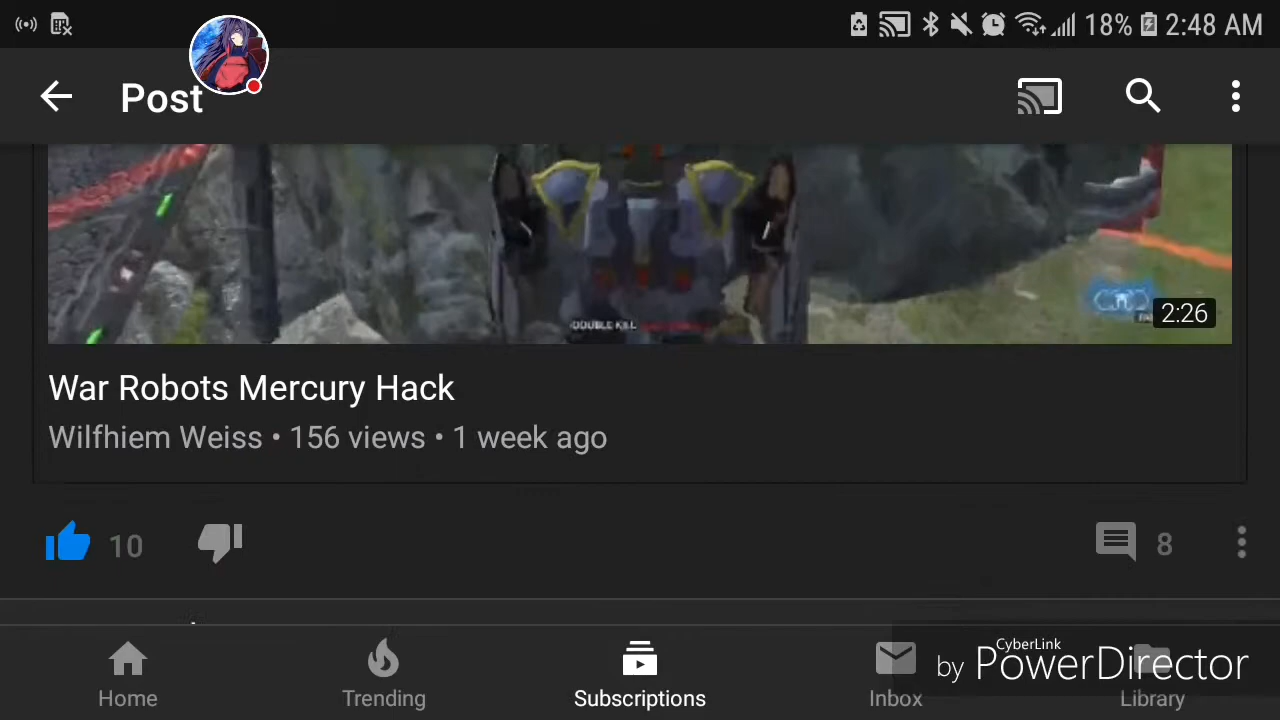 18% 2:48 AM
Post
DOUBLE KILL
2:26
War Robots Mercury Hack
Wilfhiem Weiss • 156 views • 1 week ago
10
8
Home
Trending
Subscriptions
Inbox
Library
CyberLink
by PowerDirector